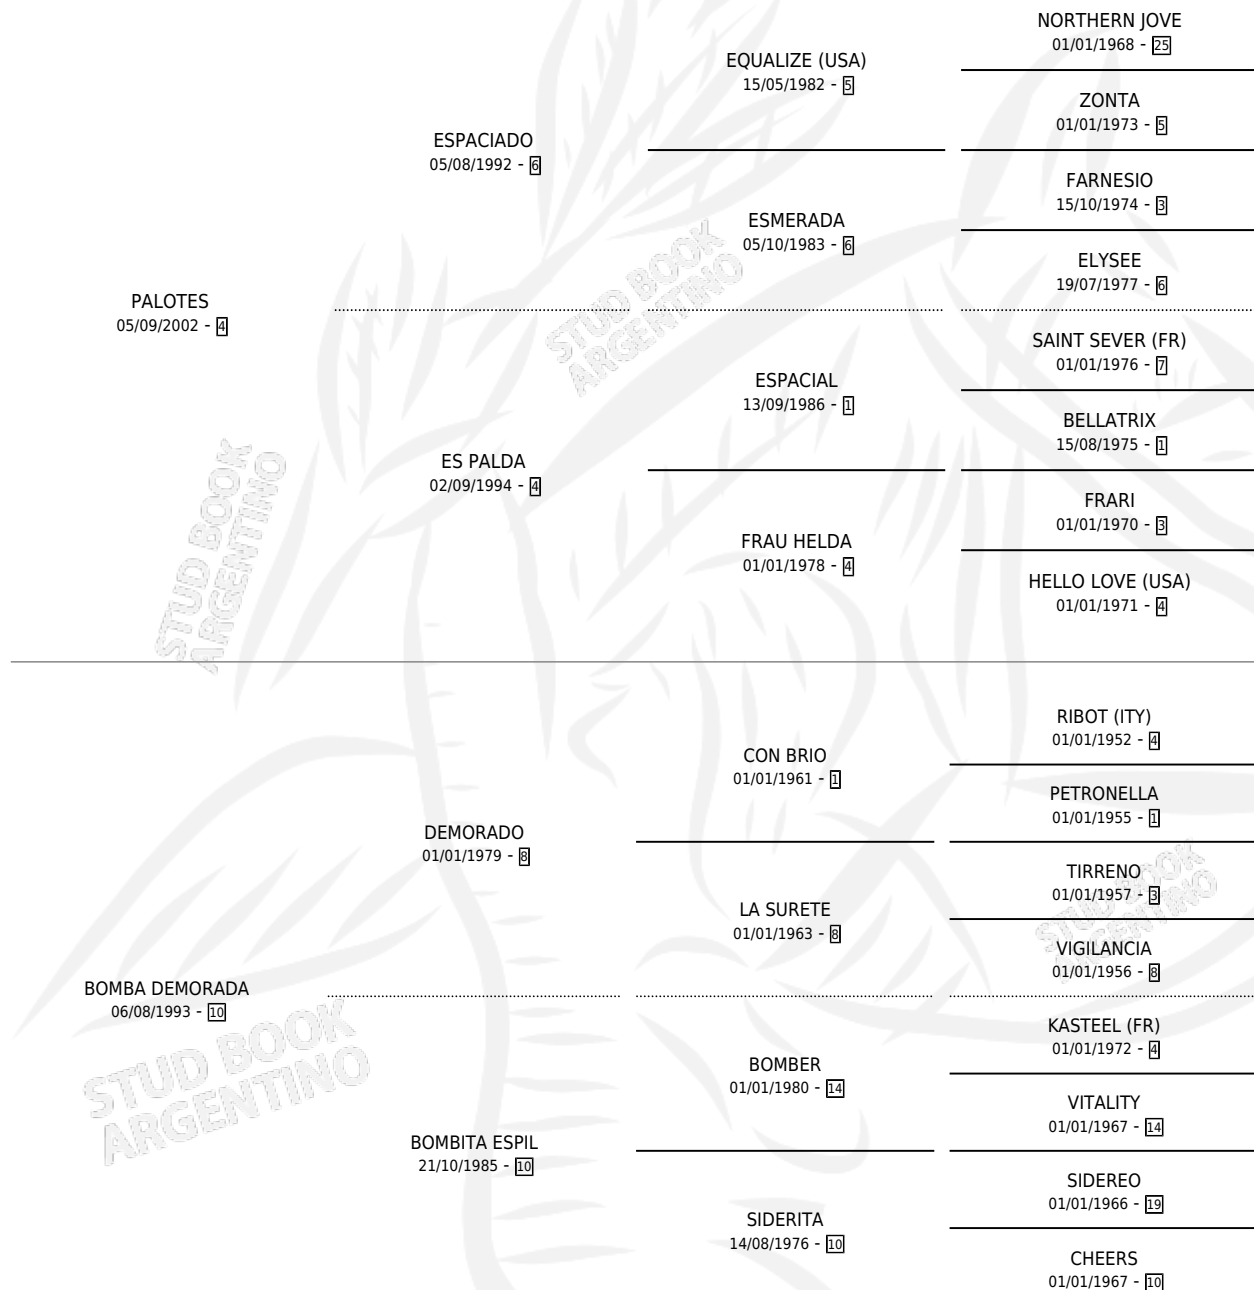 NORTHERN JOVE
01/01/1968 - 25
EQUALIZE (USA)
15/05/1982 - 5
ZONTA
01/01/1973 - 5
ESPACIADO
05/08/1992 - 6
FARNESIO
15/10/1974 - 3
ESMERADA
05/10/1983 - 6
ELYSEE
19/07/1977 - 6
PALOTES
05/09/2002 - 4
SAINT SEVER (FR)
01/01/1976 - 7
ESPACIAL
13/09/1986 - 1
BELLATRIX
15/08/1975 - 1
ES PALDA
02/09/1994 - 4
FRARI
01/01/1970 - 3
FRAU HELDA
01/01/1978 - 4
HELLO LOVE (USA)
01/01/1971 - 4
RIBOT (ITY)
01/01/1952 - 4
CON BRIO
01/01/1961 - 1
PETRONELLA
01/01/1955 - 1
DEMORADO
01/01/1979 - 8
TIRRENO
01/01/1957 - 3
LA SURETE
01/01/1963 - 8
VIGILANCIA
01/01/1956 - 8
BOMBA DEMORADA
06/08/1993 - 10
KASTEEL (FR)
01/01/1972 - 4
BOMBER
01/01/1980 - 14
VITALITY
01/01/1967 - 14
BOMBITA ESPIL
21/10/1985 - 10
SIDEREO
01/01/1966 - 19
SIDERITA
14/08/1976 - 10
CHEERS
01/01/1967 - 10
STUD BOOK
ARGENTINO
STUD BOOK
ARGENTINO
STUD BOOK
ARGENTINO
STUD BOOK
ARGENTINO